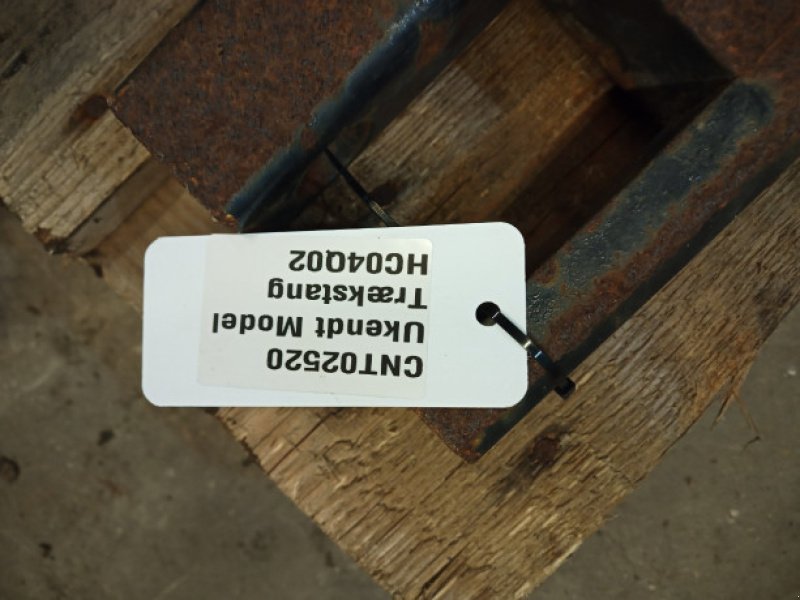 CNT02520
Ukendt Model
Trækstang
HC04Q02